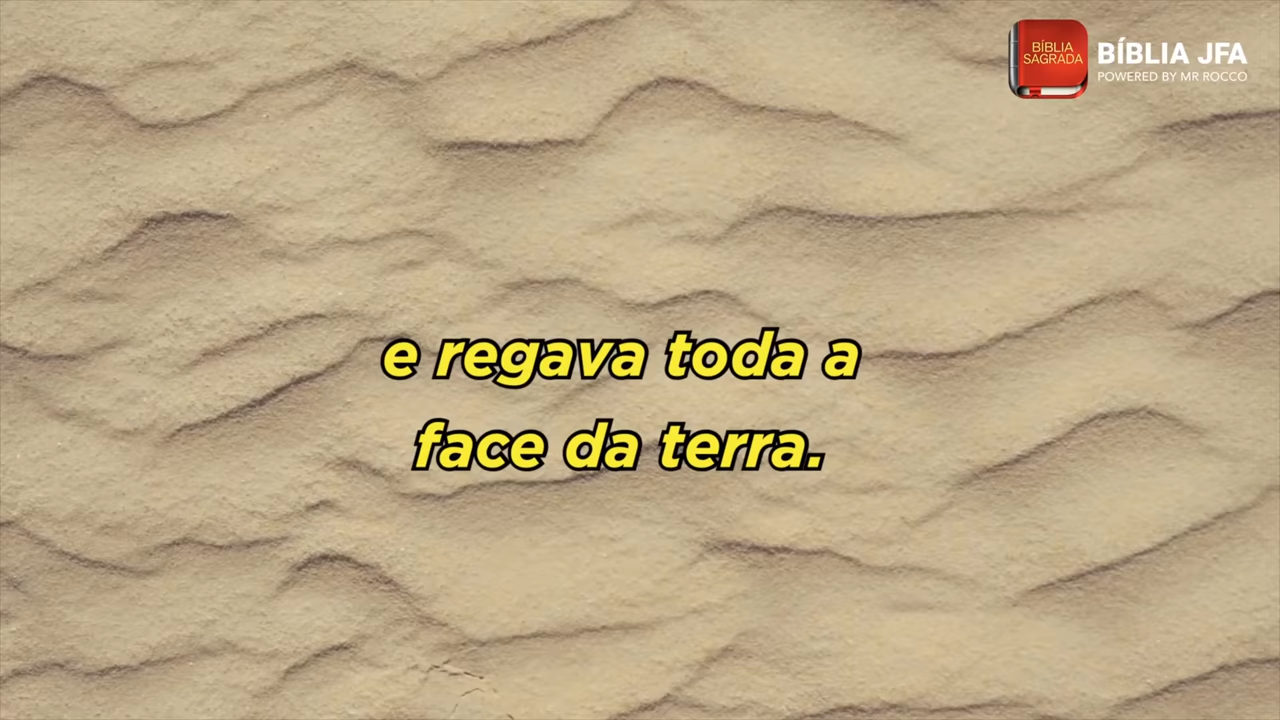 BÍBLIA
SAGRADA
BÍBLIA JFA
POWERED BY MR ROCCO
e regava toda a
face da terra.